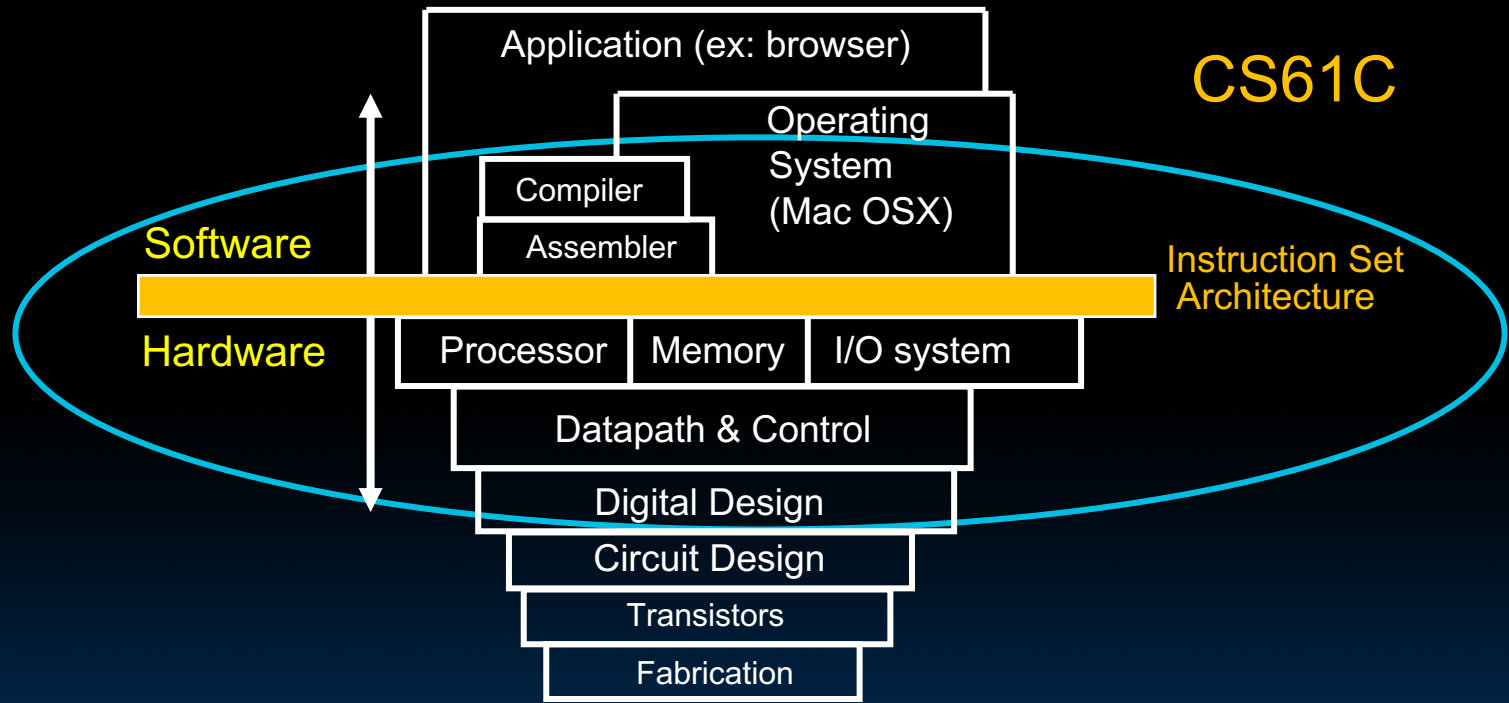 Application (ex: browser)
CS61C
Operating
System
(Mac OSX)
Compiler
Assembler
Software
Instruction Set
Architecture
Hardware
Processor
Memory
I/O system
Datapath & Control
Digital Design
Circuit Design
Transistors
Fabrication